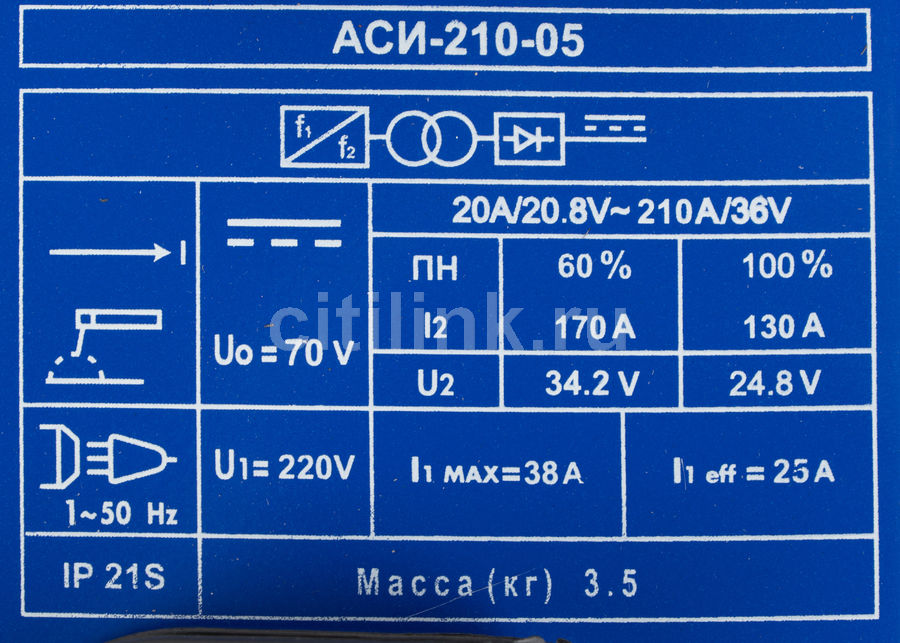 АСИ-210-05
f1
f2
20A/20.8V~ 210A/36V
I
ПН 60 % 100 %
I2 170 A 130 A
Uo = 70 V
U2 34.2 V 24.8 V
citilink.ru
U1= 220V I1 MAX=38A I1 eff = 25A
1~50 Hz
IP 21S Масса (кг) 3.5